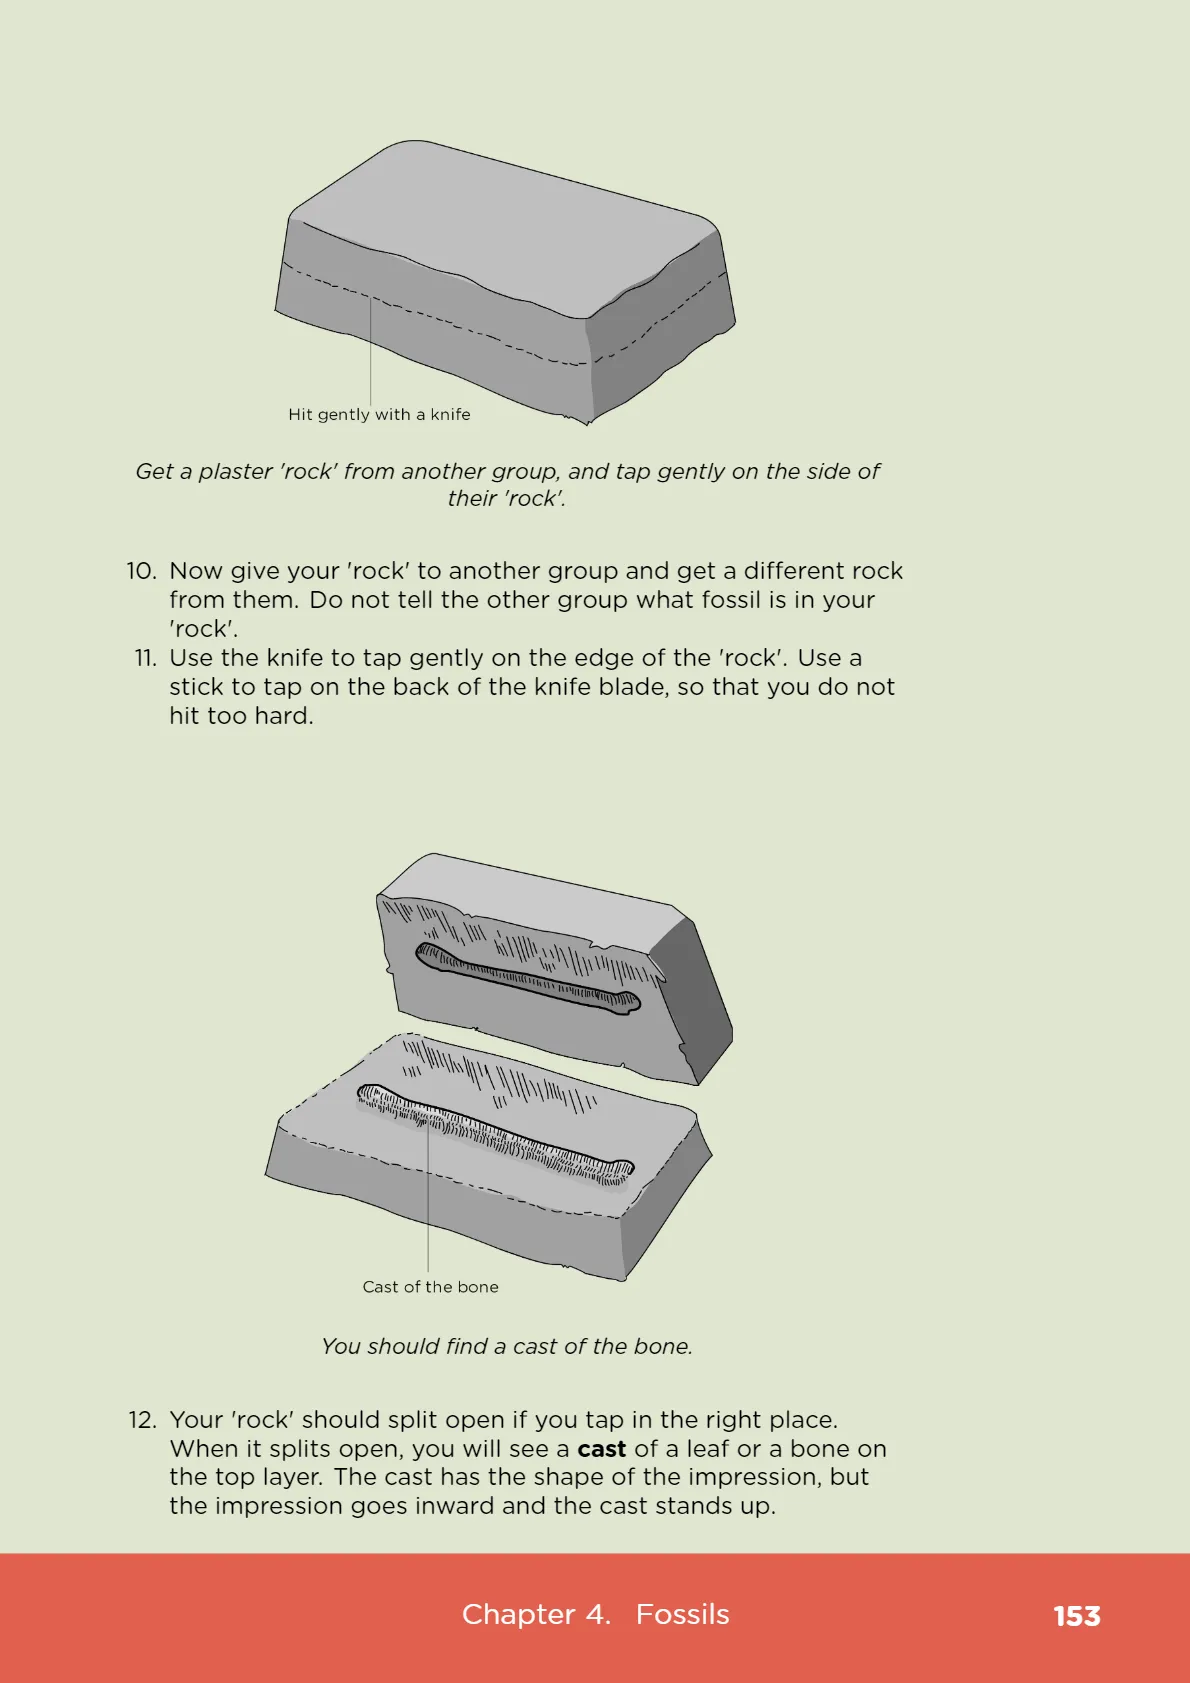 Hit gently with a knife
Get a plaster 'rock' from another group, and tap gently on the side of
their 'rock'.
10. Now give your 'rock' to another group and get a different rock
from them. Do not tell the other group what fossil is in your
'rock'.
11. Use the knife to tap gently on the edge of the 'rock'. Use a
stick to tap on the back of the knife blade, so that you do not
hit too hard.
Cast of the bone
You should find a cast of the bone.
12. Your 'rock' should split open if you tap in the right place.
When it splits open, you will see a cast of a leaf or a bone on
the top layer. The cast has the shape of the impression, but
the impression goes inward and the cast stands up.
Chapter 4. Fossils 153